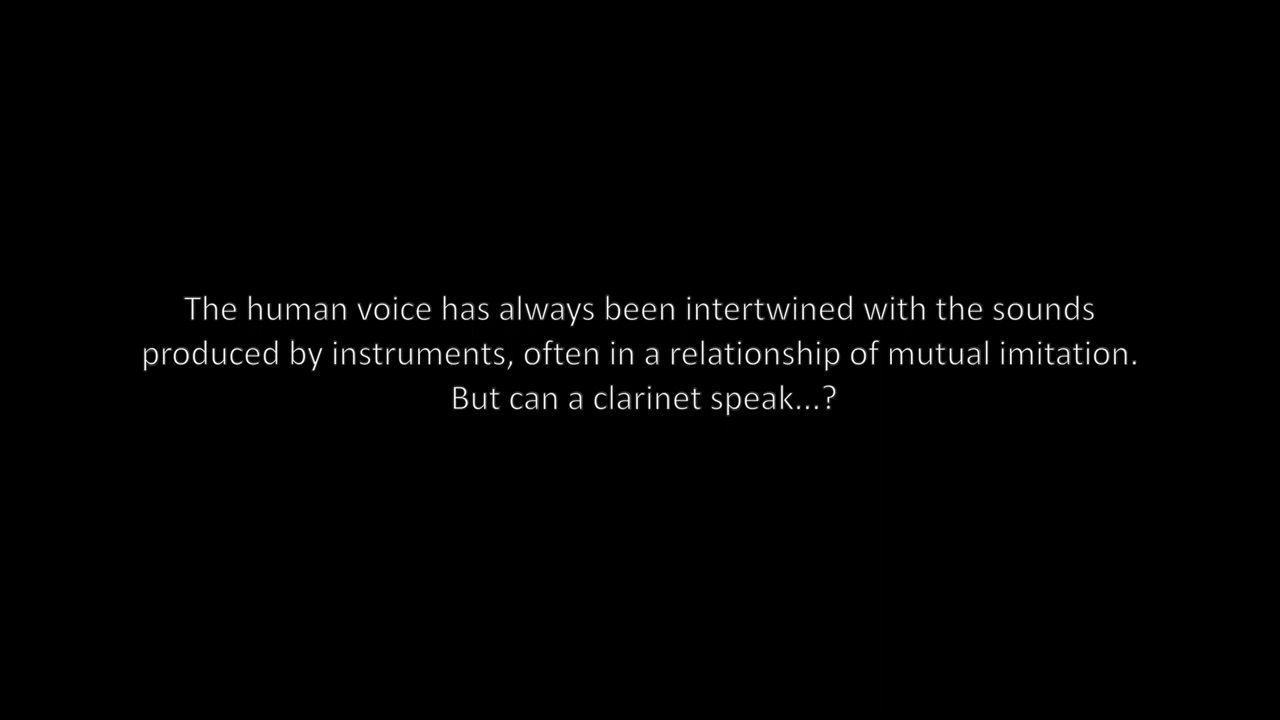 The human voice has always been intertwined with the sounds
produced by instruments, often in a relationship of mutual imitation.
But can a clarinet speak...?